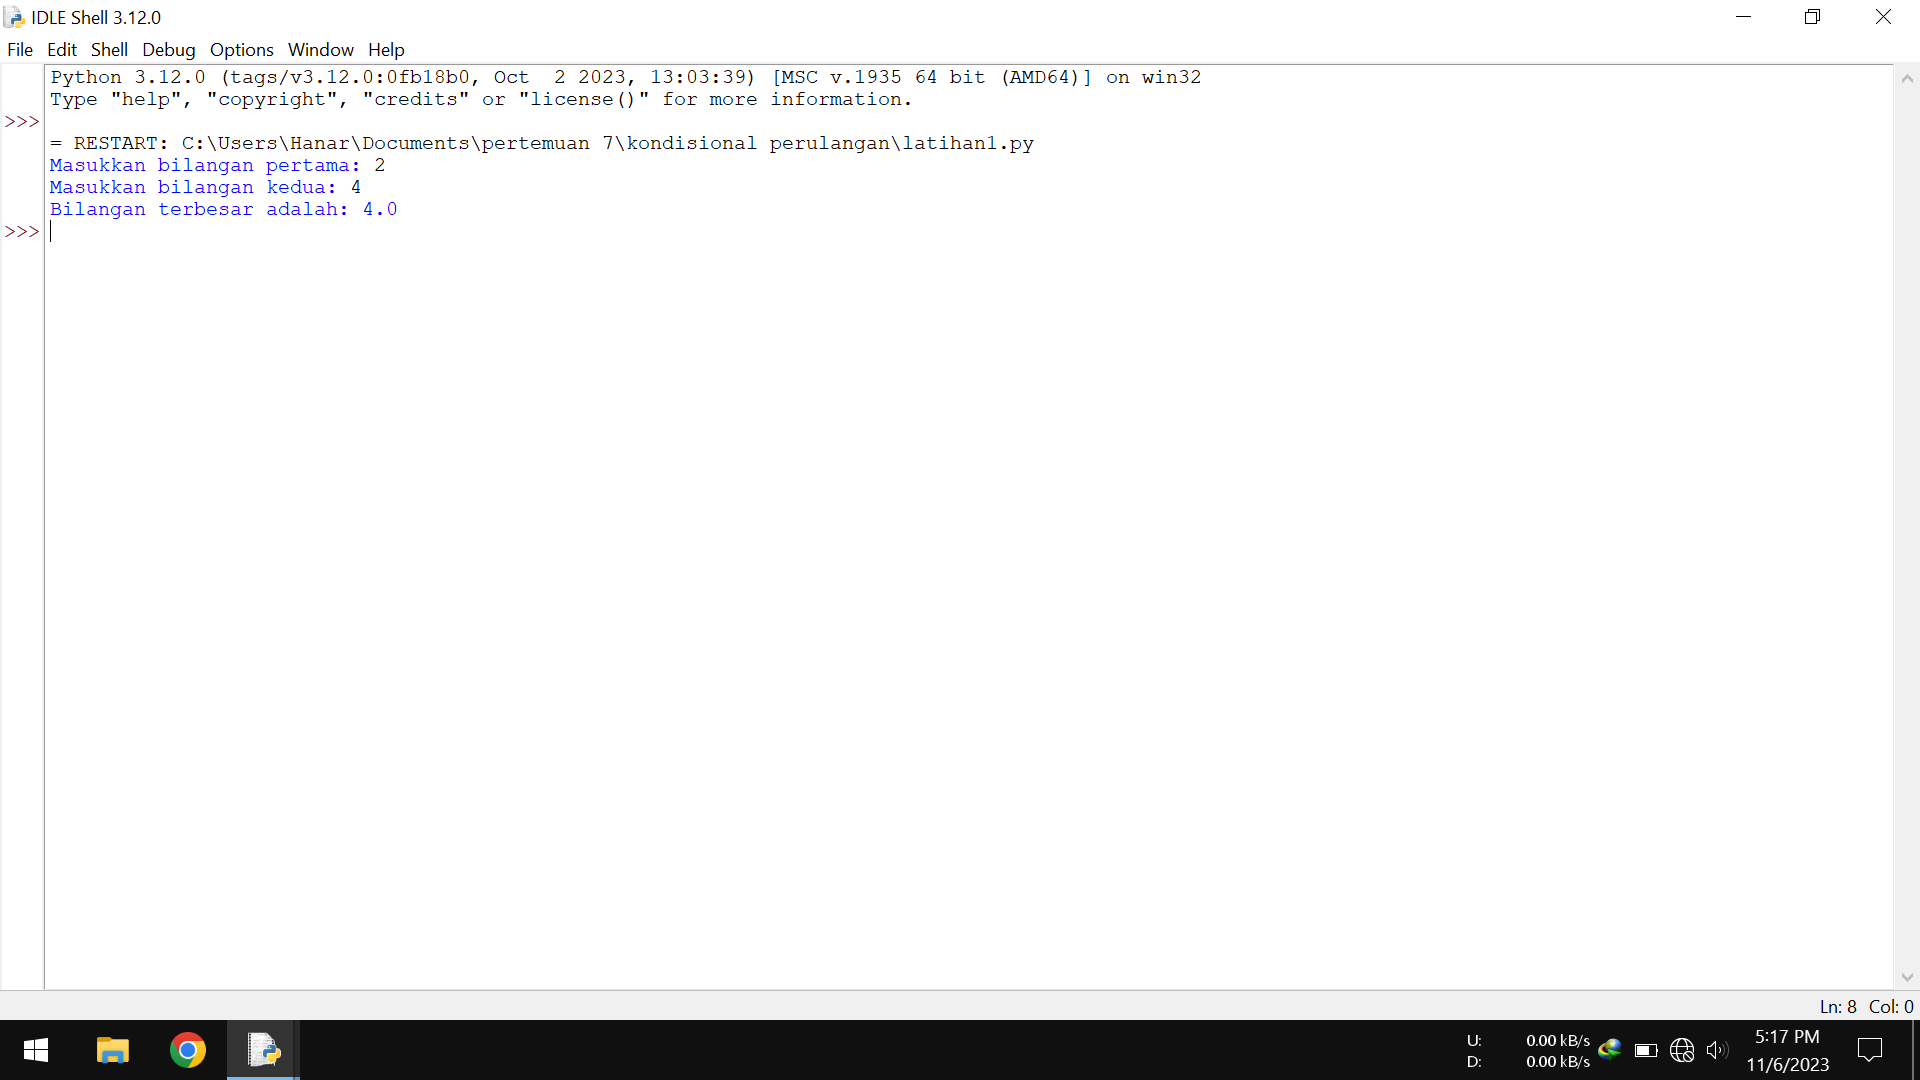 IDLE Shell 3.12.0
File Edit Shell Debug Options Window Help
Python 3.12.0 (tags/v3.12.0:0fb18b0, Oct  2 2023, 13:03:39) [MSC v.1935 64 bit (AMD64)] on win32
Type "help", "copyright", "credits" or "license()" for more information.
>>>
= RESTART: C:\Users\Hanar\Documents\pertemuan 7\kondisional perulangan\latihan1.py
Masukkan bilangan pertama: 2
Masukkan bilangan kedua: 4
Bilangan terbesar adalah: 4.0
>>>
Ln: 8 Col: 0
U: 0.00 kB/s
D: 0.00 kB/s
5:17 PM
11/6/2023